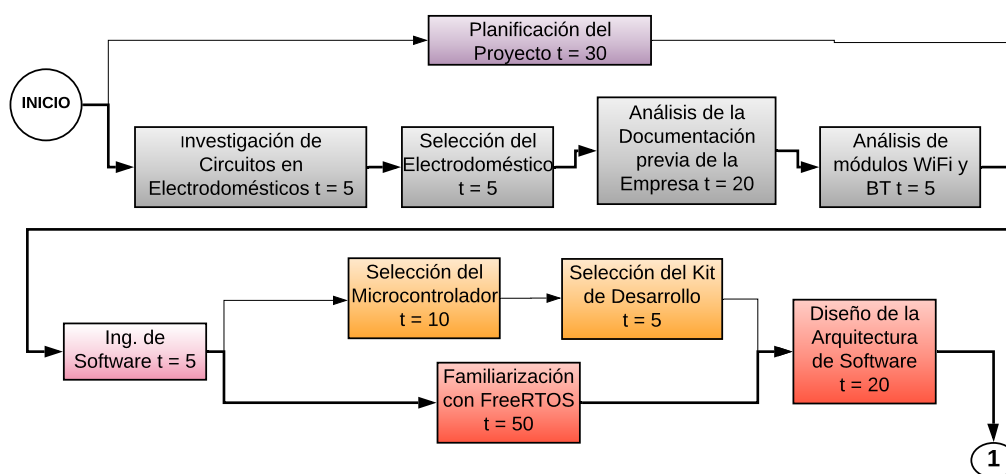 Planificación del
Proyecto t = 30
INICIO
Investigación de
Circuitos en
Electrodomésticos t = 5
Selección del
Electrodoméstico
t = 5
Análisis de la
Documentación
previa de la
Empresa t = 20
Análisis de
módulos WiFi y
BT t = 5
Ing. de
Software t = 5
Selección del
Microcontrolador
t = 10
Selección del Kit
de Desarrollo
t = 5
Familiarización
con FreeRTOS
t = 50
Diseño de la
Arquitectura
de Software
t = 20
1